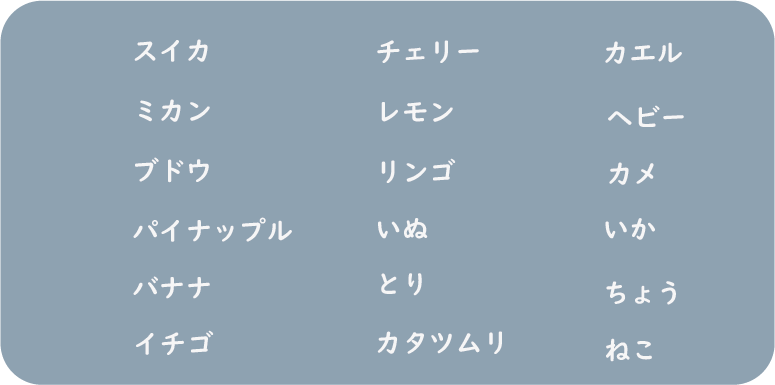 スイカ
ミカン
ブドウ
パイナップル
バナナ
イチゴ
チェリー
レモン
リンゴ
いぬ
とり
カタツムリ
カエル
ヘビー
カメ
いか
ちょう
ねこ